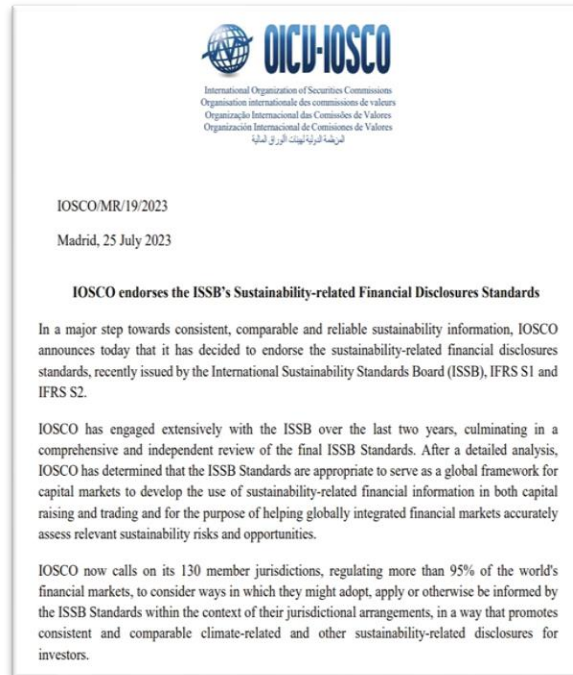 OICU-IOSCO
International Organization of Securities Commissions
Organisation internationale des commissions de valeurs
Organização Internacional das Comissões de Valores
Organización Internacional de Comisiones de Valores
المنظمة الدولية لهيئات الأوراق المالية
IOSCO/MR/19/2023
Madrid, 25 July 2023
IOSCO endorses the ISSB's Sustainability-related Financial Disclosures Standards
In a major step towards consistent, comparable and reliable sustainability information, IOSCO
announces today that it has decided to endorse the sustainability-related financial disclosures
standards, recently issued by the International Sustainability Standards Board (ISSB), IFRS S1 and
IFRS S2.
IOSCO has engaged extensively with the ISSB over the last two years, culminating in a
comprehensive and independent review of the final ISSB Standards. After a detailed analysis,
IOSCO has determined that the ISSB Standards are appropriate to serve as a global framework for
capital markets to develop the use of sustainability-related financial information in both capital
raising and trading and for the purpose of helping globally integrated financial markets accurately
assess relevant sustainability risks and opportunities.
IOSCO now calls on its 130 member jurisdictions, regulating more than 95% of the world's
financial markets, to consider ways in which they might adopt, apply or otherwise be informed by
the ISSB Standards within the context of their jurisdictional arrangements, in a way that promotes
consistent and comparable climate-related and other sustainability-related disclosures for
investors.